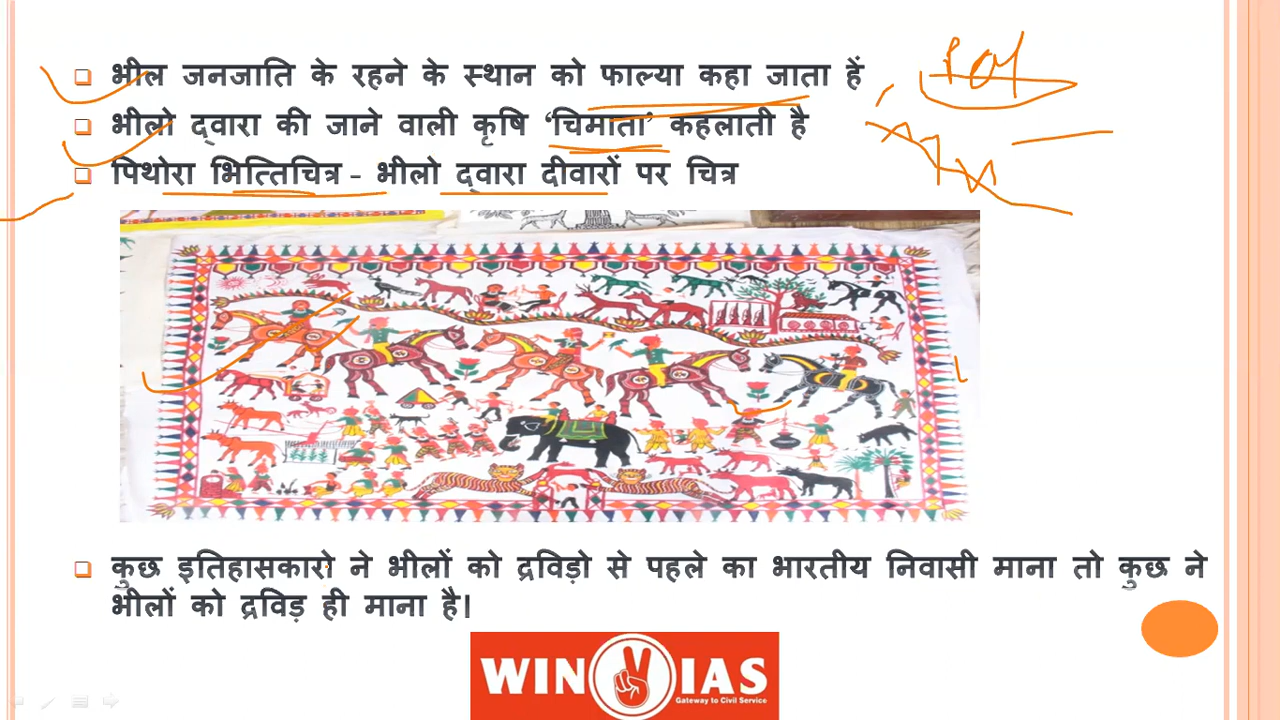 भील जनजाति के रहने के स्थान को फाल्या कहा जाता हें
भीलो द्वारा की जाने वाली कृषि ‘चिमाता’ कहलाती है
पिथोरा भित्तिचित्र - भीलो द्वारा दीवारों पर चित्र
कुछ इतिहासकारो ने भीलों को द्रविड़ो से पहले का भारतीय निवासी माना तो कुछ ने
भीलों को द्रविड़ ही माना है।
WIN IAS
Gateway to Civil Service